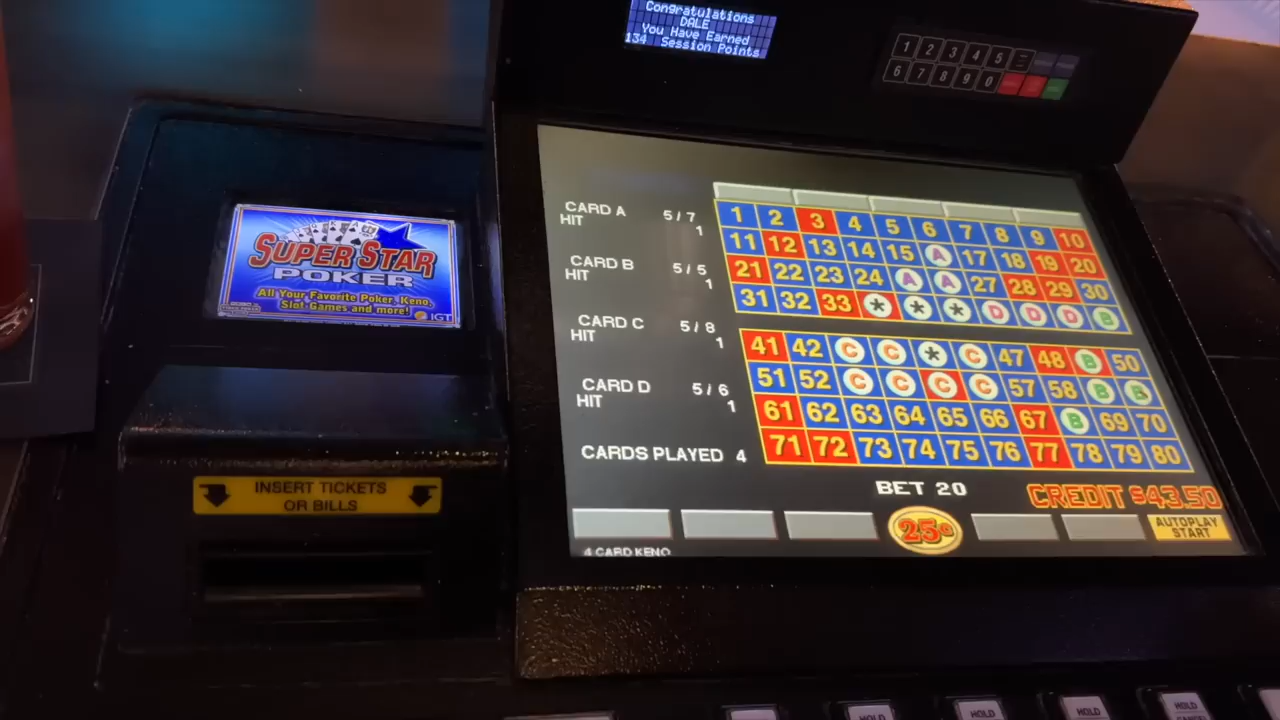 Congratulations
DALE
You Have Earned
134 Session Points
1 2 3 4 5
6 7 8 9 0
SUPER STAR
POKER
All Your Favorite Poker, Keno,
Slot Games and more!
IGT
INSERT TICKETS
OR BILLS
CARD A 5/7
HIT 1
CARD B 5/5
HIT 1
CARD C 5/8
HIT 1
CARD D 5/6
HIT 1
CARDS PLAYED 4
1 2 3 4 5 6 7 8 9 10
11 12 13 14 15 A 17 18 19 20
21 22 23 24 A A 27 28 29 30
31 32 33 * * * D D D B
41 42 C C * C 47 48 B 50
51 52 C C C C 57 58 B B
61 62 63 64 65 66 67 B 69 70
71 72 73 74 75 76 77 78 79 80
BET 20
CREDIT $43.50
25¢
AUTOPLAY
START
4 CARD KENO
HOLD HOLD HOLD HOLD